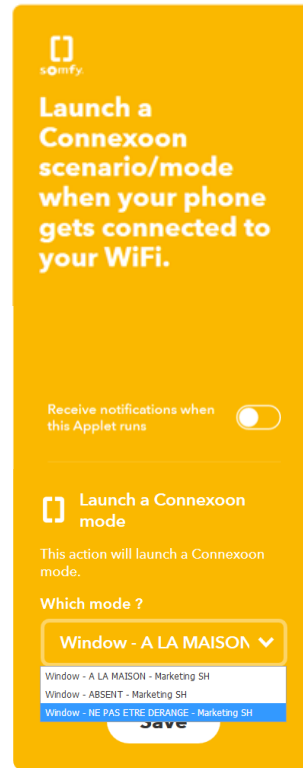 somfy.
Launch a
Connexoon
scenario/mode
when your phone
gets connected to
your WiFi.
Receive notifications when
this Applet runs
Launch a Connexoon
mode
This action will launch a Connexoon
mode.
Which mode ?
Window - A LA MAISON
Window - A LA MAISON - Marketing SH
Window - ABSENT - Marketing SH
Window - NE PAS ETRE DERANGE - Marketing SH
Save